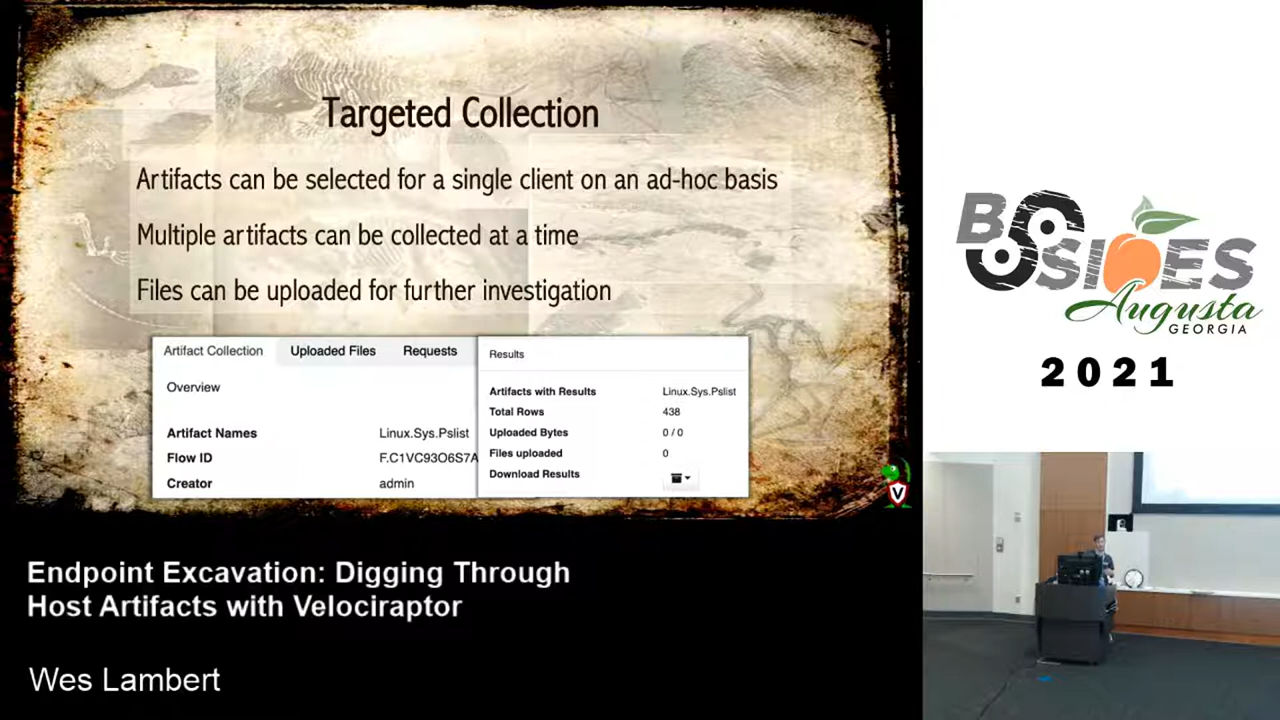 Targeted Collection
Artifacts can be selected for a single client on an ad-hoc basis
Multiple artifacts can be collected at a time
Files can be uploaded for further investigation
Artifact Collection Uploaded Files Requests
Overview
Artifact Names Linux.Sys.Pslist
Flow ID F.C1VC93O6S7A
Creator admin
Results
Artifacts with Results Linux.Sys.Pslist
Total Rows 438
Uploaded Bytes 0 / 0
Files uploaded 0
Download Results
V
Endpoint Excavation: Digging Through
Host Artifacts with Velociraptor
Wes Lambert
BSIDES
Augusta
GEORGIA
2021